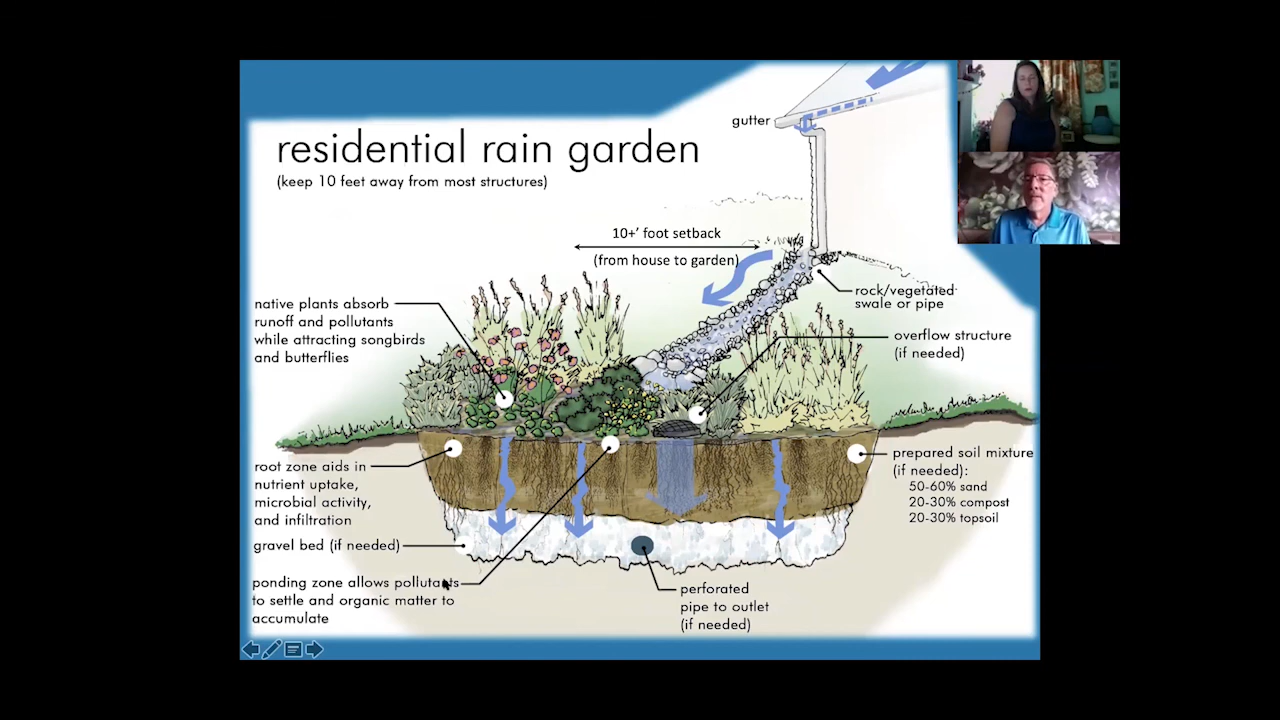 residential rain garden
(keep 10 feet away from most structures)
gutter
10+' foot setback
(from house to garden)
rock/vegetated
swale or pipe
native plants absorb
runoff and pollutants
while attracting songbirds
and butterflies
overflow structure
(if needed)
root zone aids in
nutrient uptake,
microbial activity,
and infiltration
prepared soil mixture
(if needed):
50-60% sand
20-30% compost
20-30% topsoil
gravel bed (if needed)
ponding zone allows pollutants
to settle and organic matter to
accumulate
perforated
pipe to outlet
(if needed)